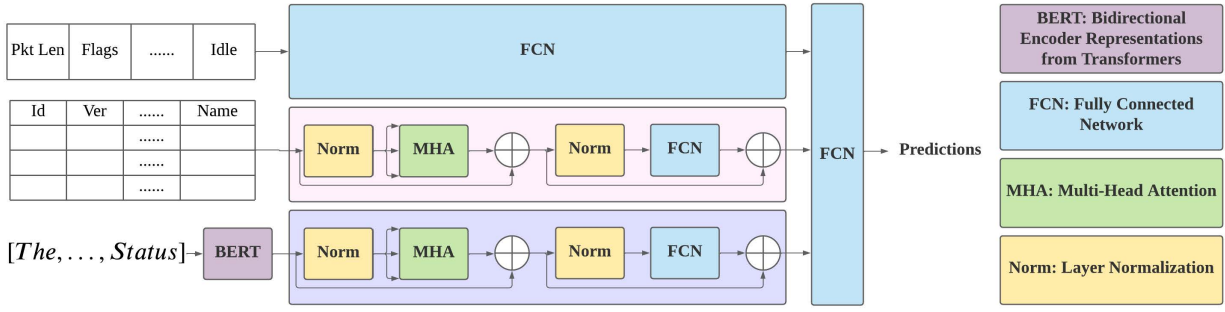 Pkt Len Flags ...... Idle
FCN
Id Ver ...... Name
......
......
......
Norm MHA Norm FCN
[The, . . . , Status] BERT
Norm MHA Norm FCN
FCN
Predictions
BERT: Bidirectional
Encoder Representations
from Transformers
FCN: Fully Connected
Network
MHA: Multi-Head Attention
Norm: Layer Normalization